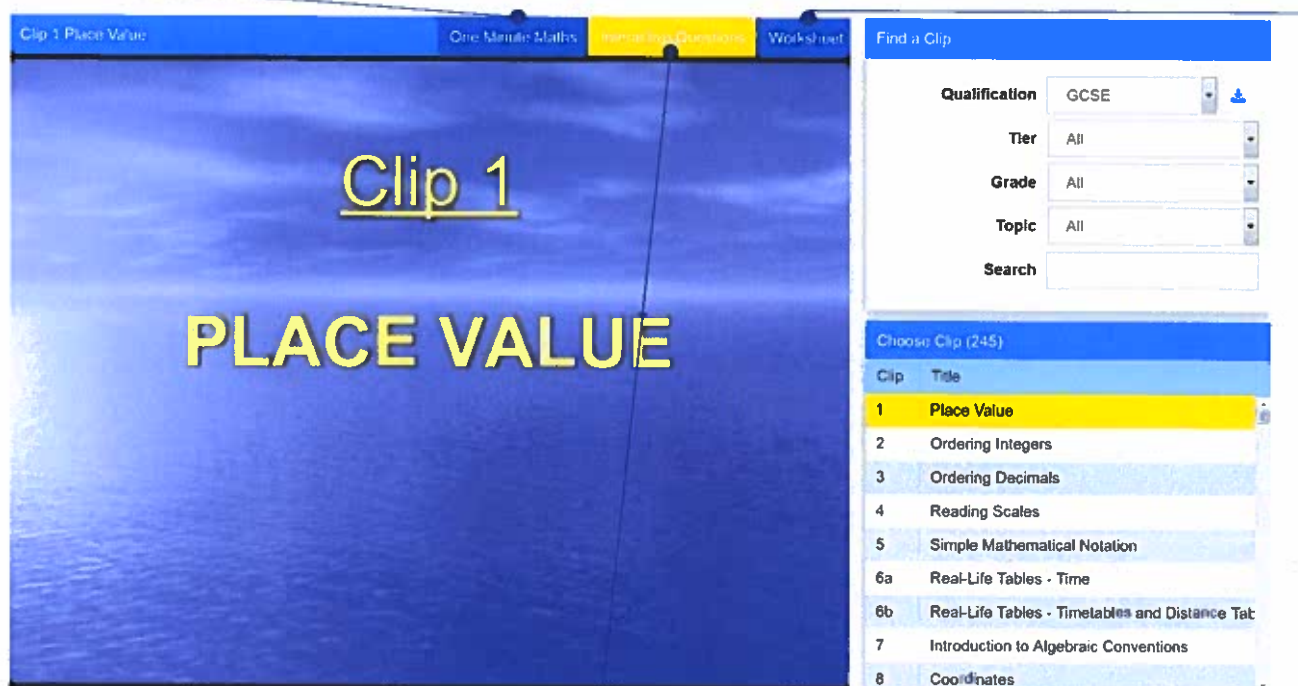 Clip 1 Place Value
One Minute Maths
Interactive Questions
Worksheet
Clip 1
PLACE VALUE
Find a Clip
Qualification GCSE
Tier All
Grade All
Topic All
Search
Choose Clip (245)
Clip Title
1 Place Value
2 Ordering Integers
3 Ordering Decimals
4 Reading Scales
5 Simple Mathematical Notation
6a Real-Life Tables - Time
6b Real-Life Tables - Timetables and Distance Tab
7 Introduction to Algebraic Conventions
8 Coordinates